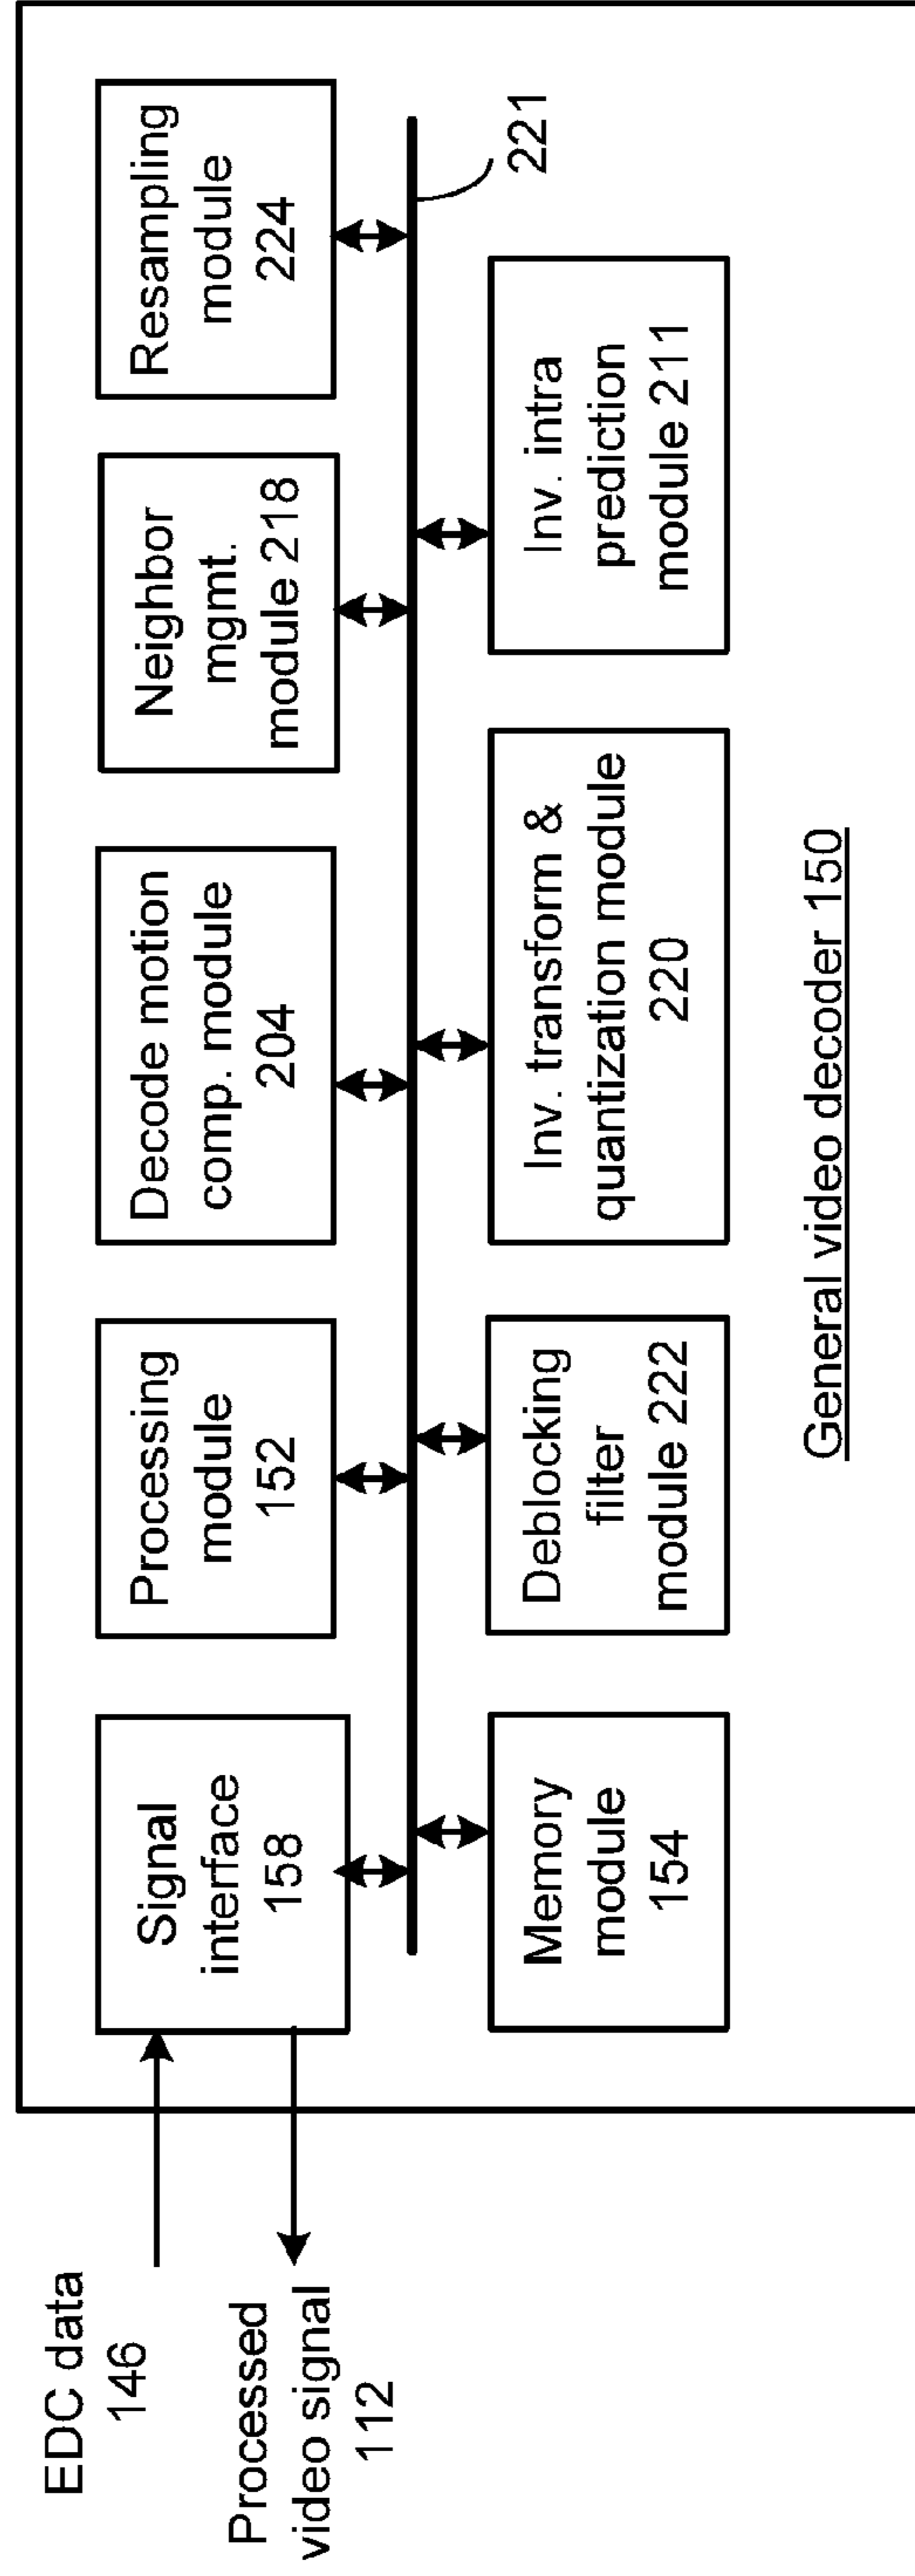 EDC data
146
Processed
video signal
112
Signal
interface
158
Processing
module
152
Decode motion
comp. module
204
Neighbor
mgmt.
module 218
Resampling
module
224
221
Memory
module
154
Deblocking
filter
module 222
Inv. transform &
quantization module
220
Inv. intra
prediction
module 211
General video decoder 150